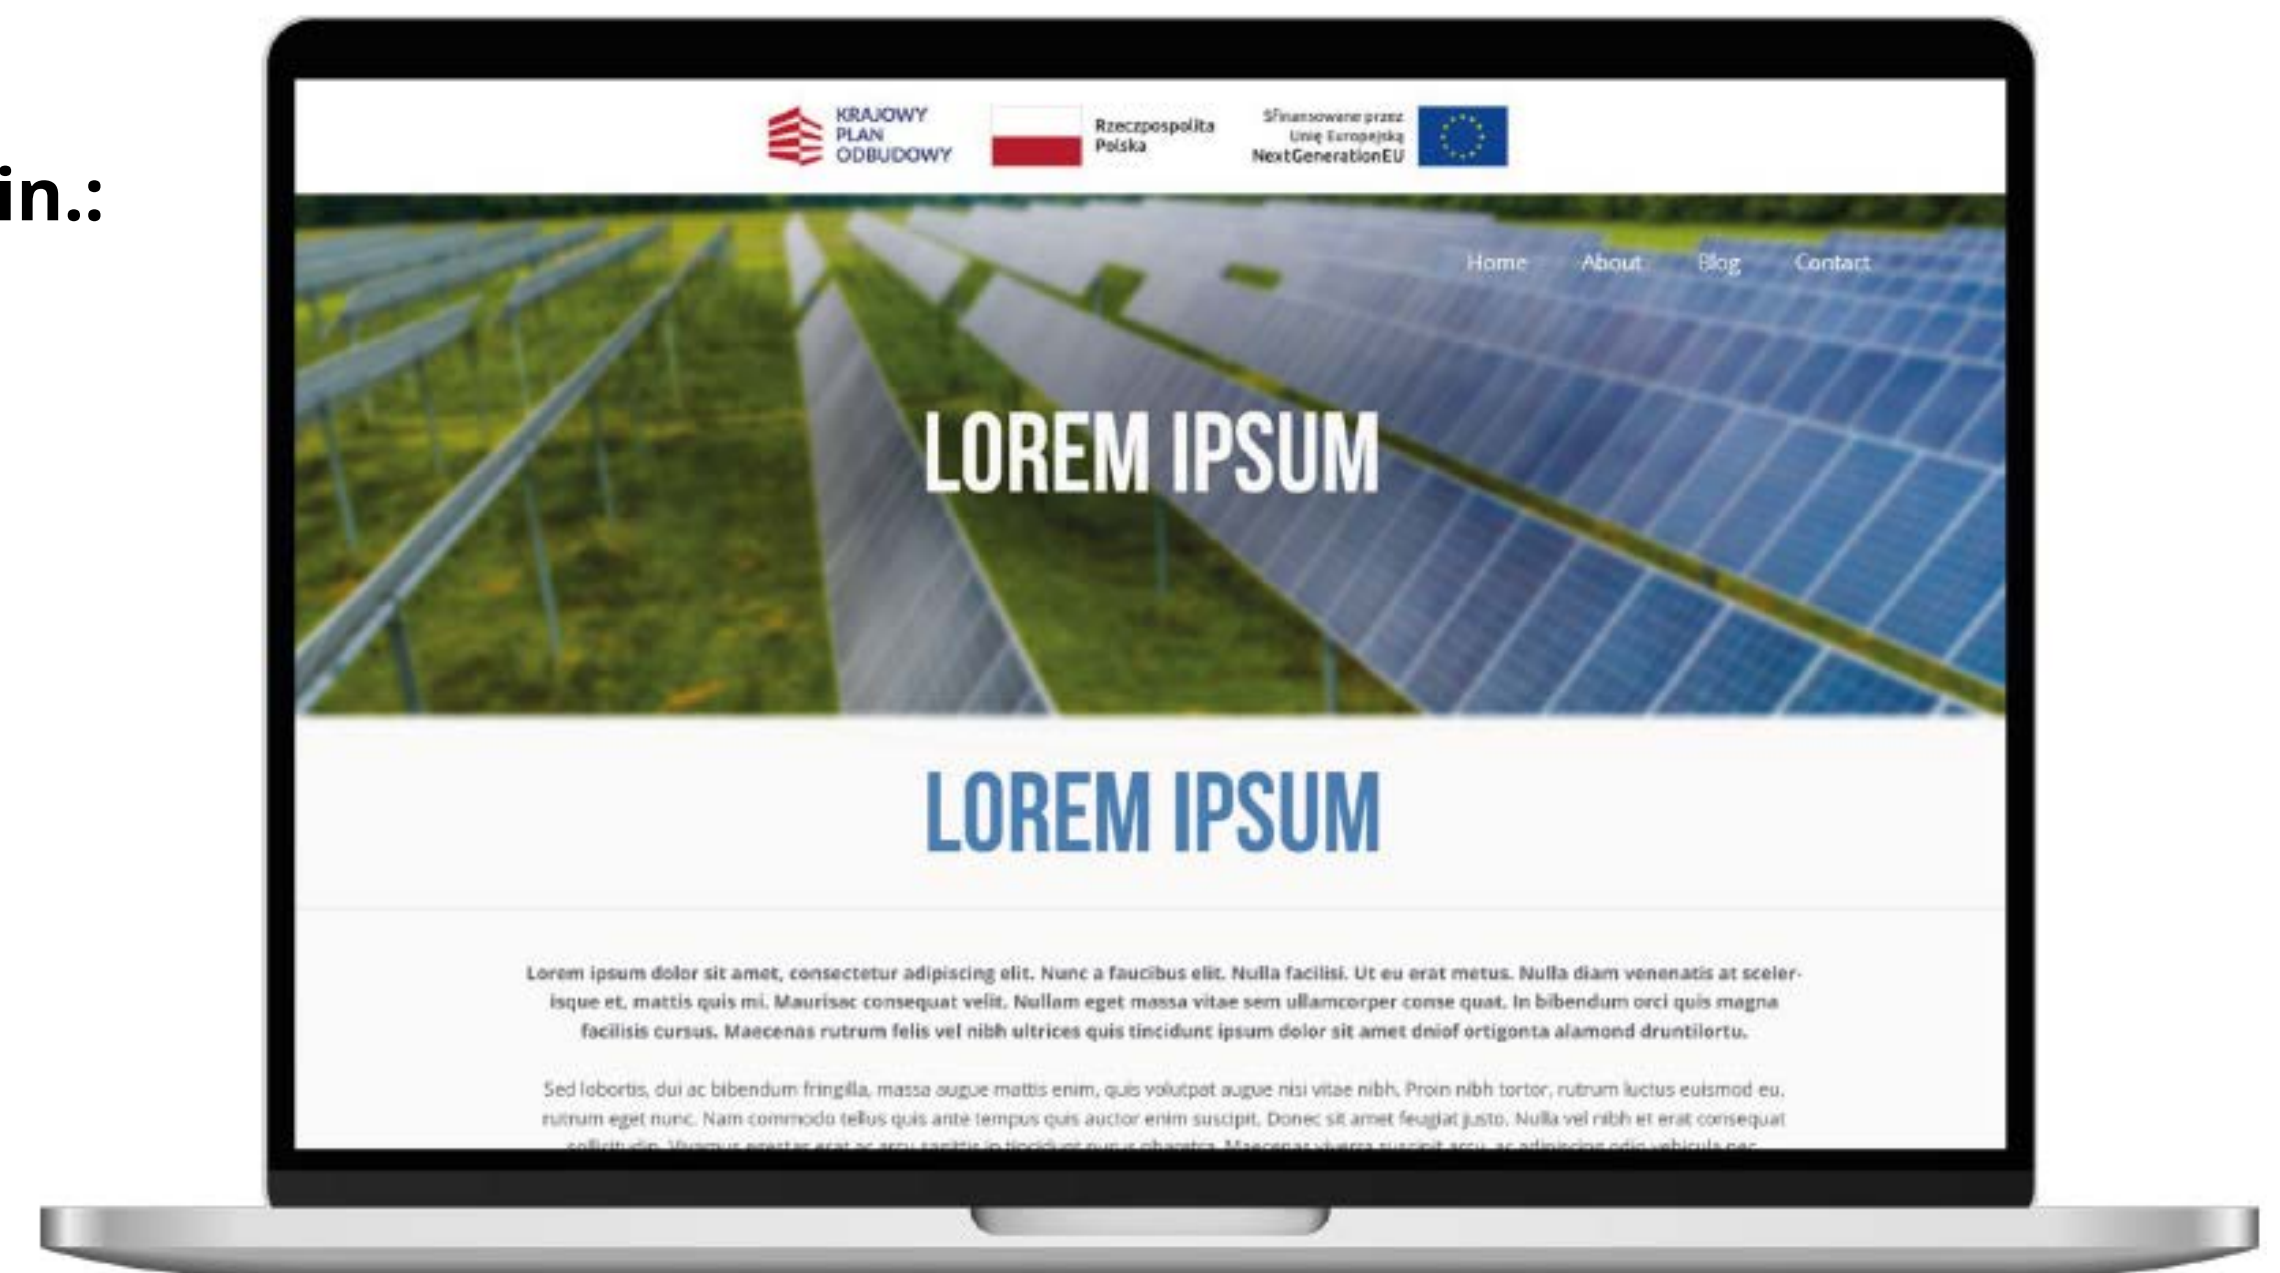 in.:
KRAJOWY
PLAN
ODBUDOWY
Rzeczpospolita
Polska
Sfinansowane przez
Unię Europejską
NextGenerationEU
Home About Blog Contact
LOREM IPSUM
LOREM IPSUM
Lorem ipsum dolor sit amet, consectetur adipiscing elit. Nunc a faucibus elit. Nulla facilisi. Ut eu erat metus. Nulla diam venenatis at sceler-
isque et, mattis quis mi. Maurisac consequat velit. Nullam eget massa vitae sem ullamcorper conse quat. In bibendum orci quis magna
facilisis cursus. Maecenas rutrum felis vel nibh ultrices quis tincidunt ipsum dolor sit amet dniof ortigonta alamond druntilortu.
Sed lobortis, dui ac bibendum fringilla, massa augue mattis enim, quis volutpat augue nisi vitae nibh. Proin nibh tortor, rutrum luctus euismod eu,
rutrum eget nunc. Nam commodo tellus quis ante tempus quis auctor enim suscipit. Donec sit amet feugiat justo. Nulla vel nibh et erat consequat